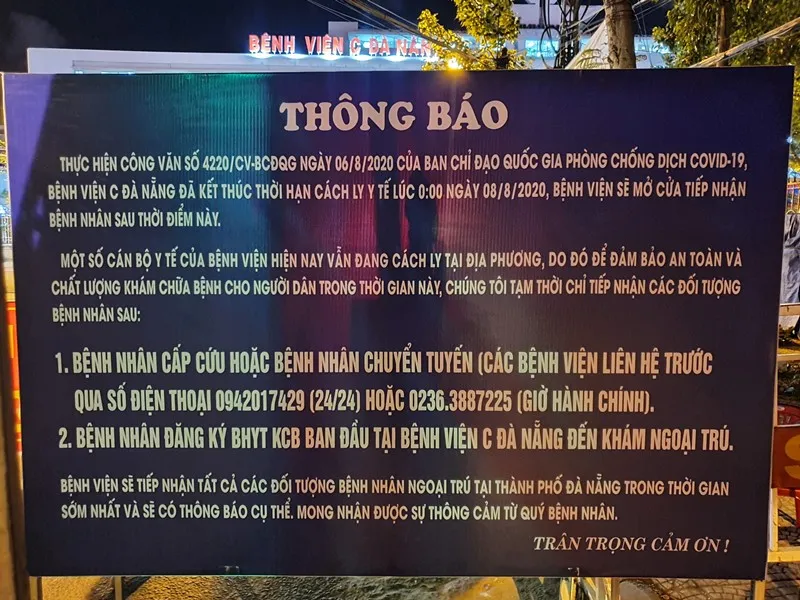 BỆNH VIỆN C ĐÀ NẴN
THÔNG BÁO
THỰC HIỆN CÔNG VĂN SỐ 4220/CV-BCĐQG NGÀY 06/8/2020 CỦA BAN CHỈ ĐẠO QUỐC GIA PHÒNG CHỐNG DỊCH COVID-19,
BỆNH VIỆN C ĐÀ NẴNG ĐÃ KẾT THÚC THỜI HẠN CÁCH LY Y TẾ LÚC 0:00 NGÀY 08/8/2020, BỆNH VIỆN SẼ MỞ CỬA TIẾP NHẬN
BỆNH NHÂN SAU THỜI ĐIỂM NÀY.
MỘT SỐ CÁN BỘ Y TẾ CỦA BỆNH VIỆN HIỆN NAY VẪN ĐANG CÁCH LY TẠI ĐỊA PHƯƠNG, DO ĐÓ ĐỂ ĐẢM BẢO AN TOÀN VÀ
CHẤT LƯỢNG KHÁM CHỮA BỆNH CHO NGƯỜI DÂN TRONG THỜI GIAN NÀY, CHÚNG TÔI TẠM THỜI CHỈ TIẾP NHẬN CÁC ĐỐI TƯỢNG
BỆNH NHÂN SAU:
1. BỆNH NHÂN CẤP CỨU HOẶC BỆNH NHÂN CHUYỂN TUYẾN (CÁC BỆNH VIỆN LIÊN HỆ TRƯỚC
QUA SỐ ĐIỆN THOẠI 0942017429 (24/24) HOẶC 0236.3887225 (GIỜ HÀNH CHÍNH).
2. BỆNH NHÂN ĐĂNG KÝ BHYT KCB BAN ĐẦU TẠI BỆNH VIỆN C ĐÀ NẴNG ĐẾN KHÁM NGOẠI TRÚ.
BỆNH VIỆN SẼ TIẾP NHẬN TẤT CẢ CÁC ĐỐI TƯỢNG BỆNH NHÂN NGOẠI TRÚ TẠI THÀNH PHỐ ĐÀ NẴNG TRONG THỜI GIAN
SỚM NHẤT VÀ SẼ CÓ THÔNG BÁO CỤ THỂ. MONG NHẬN ĐƯỢC SỰ THÔNG CẢM TỪ QUÝ BỆNH NHÂN.
TRÂN TRỌNG CẢM ƠN !